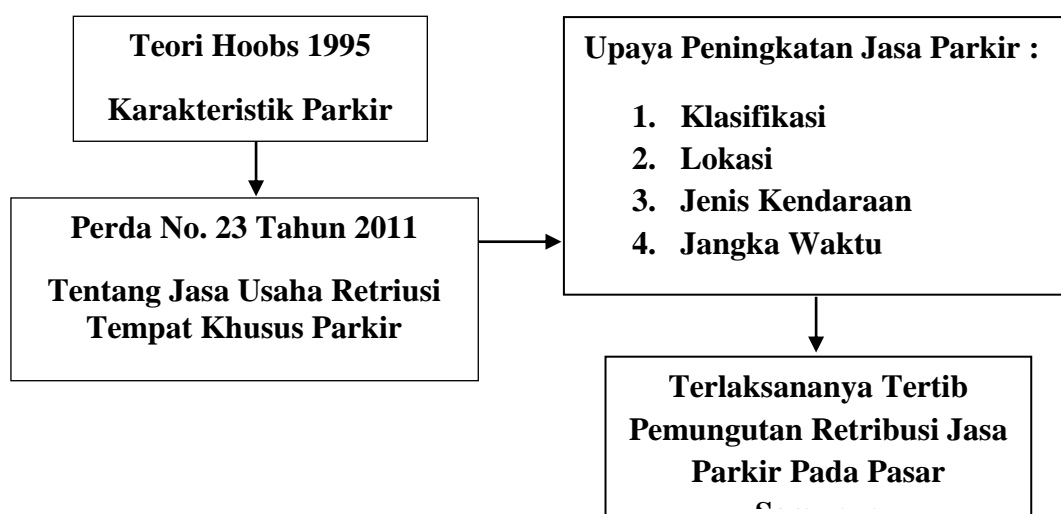 Teori Hoobs 1995
Karakteristik Parkir
Perda No. 23 Tahun 2011
Tentang Jasa Usaha Retriusi
Tempat Khusus Parkir
Upaya Peningkatan Jasa Parkir :
1. Klasifikasi
2. Lokasi
3. Jenis Kendaraan
4. Jangka Waktu
Terlaksananya Tertib
Pemungutan Retribusi Jasa
Parkir Pada Pasar